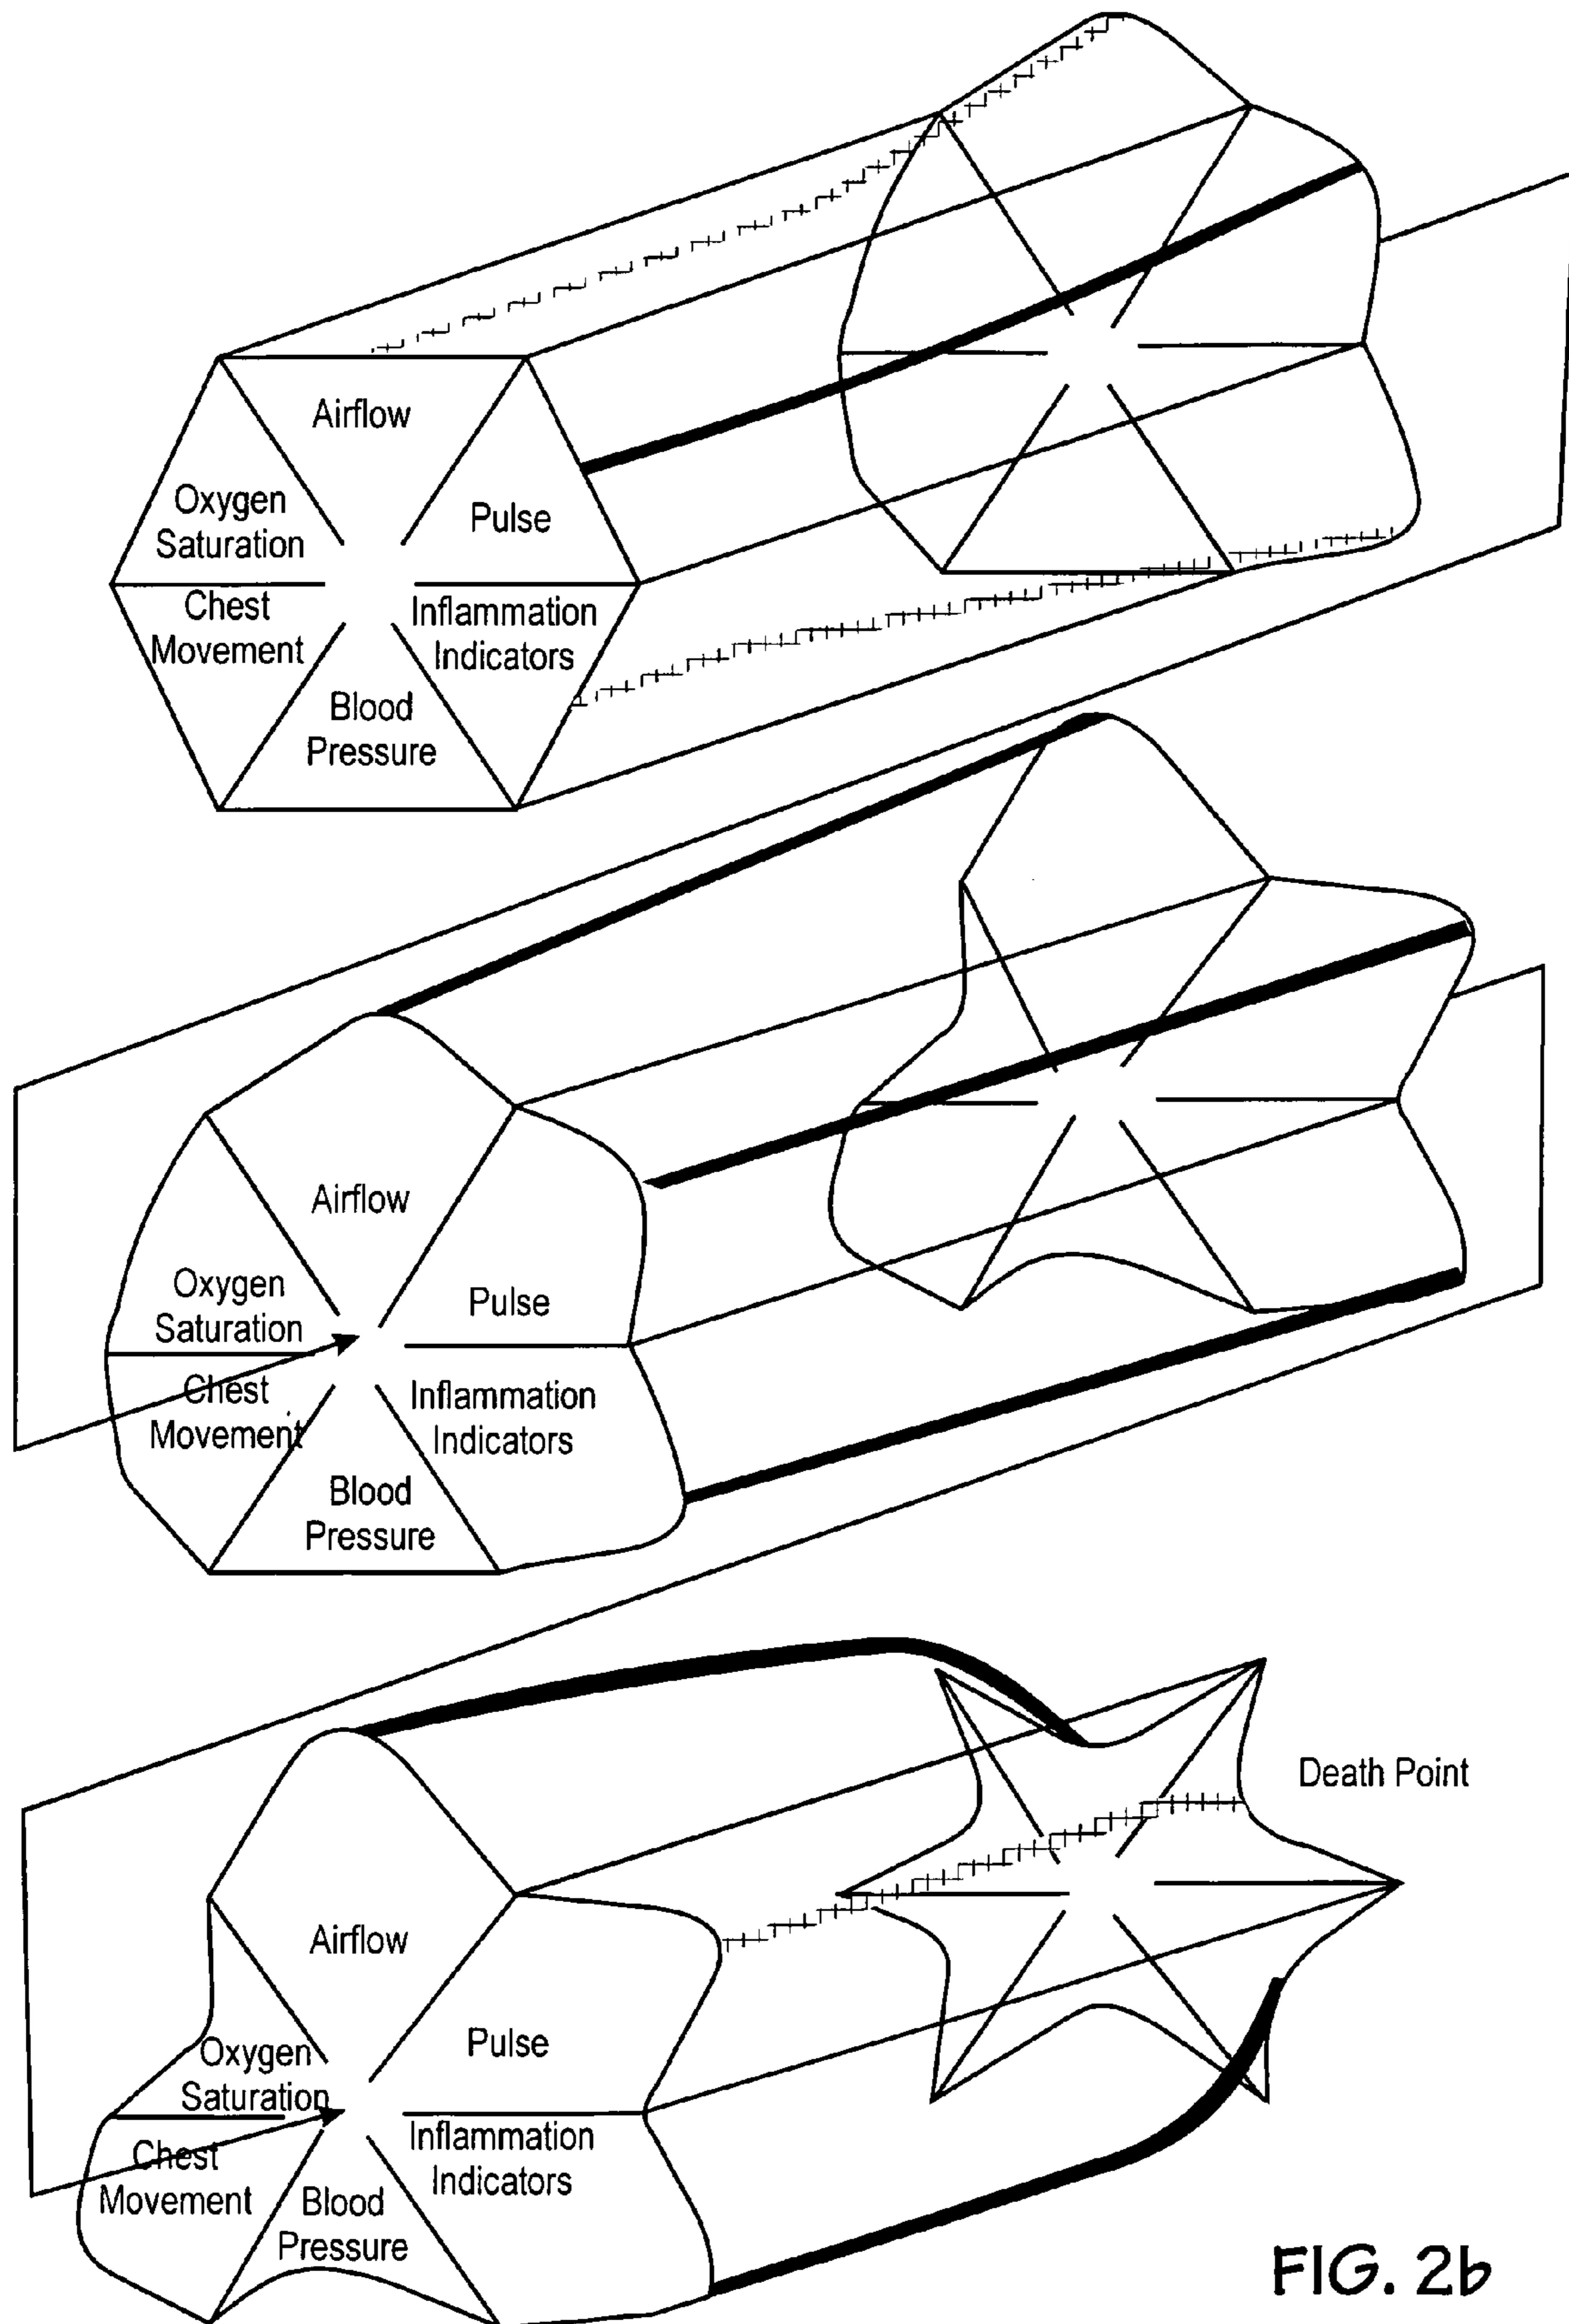 Airflow
Oxygen
Saturation
Pulse
Chest
Movement
Inflammation
Indicators
Blood
Pressure
Airflow
Oxygen
Saturation
Pulse
Chest
Movement
Inflammation
Indicators
Blood
Pressure
Death Point
Airflow
Oxygen
Saturation
Pulse
Chest
Movement
Inflammation
Indicators
Blood
Pressure
FIG. 2b